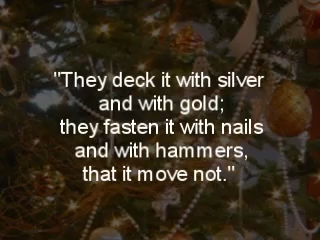 "They deck it with silver
and with gold;
they fasten it with nails
and with hammers,
that it move not."